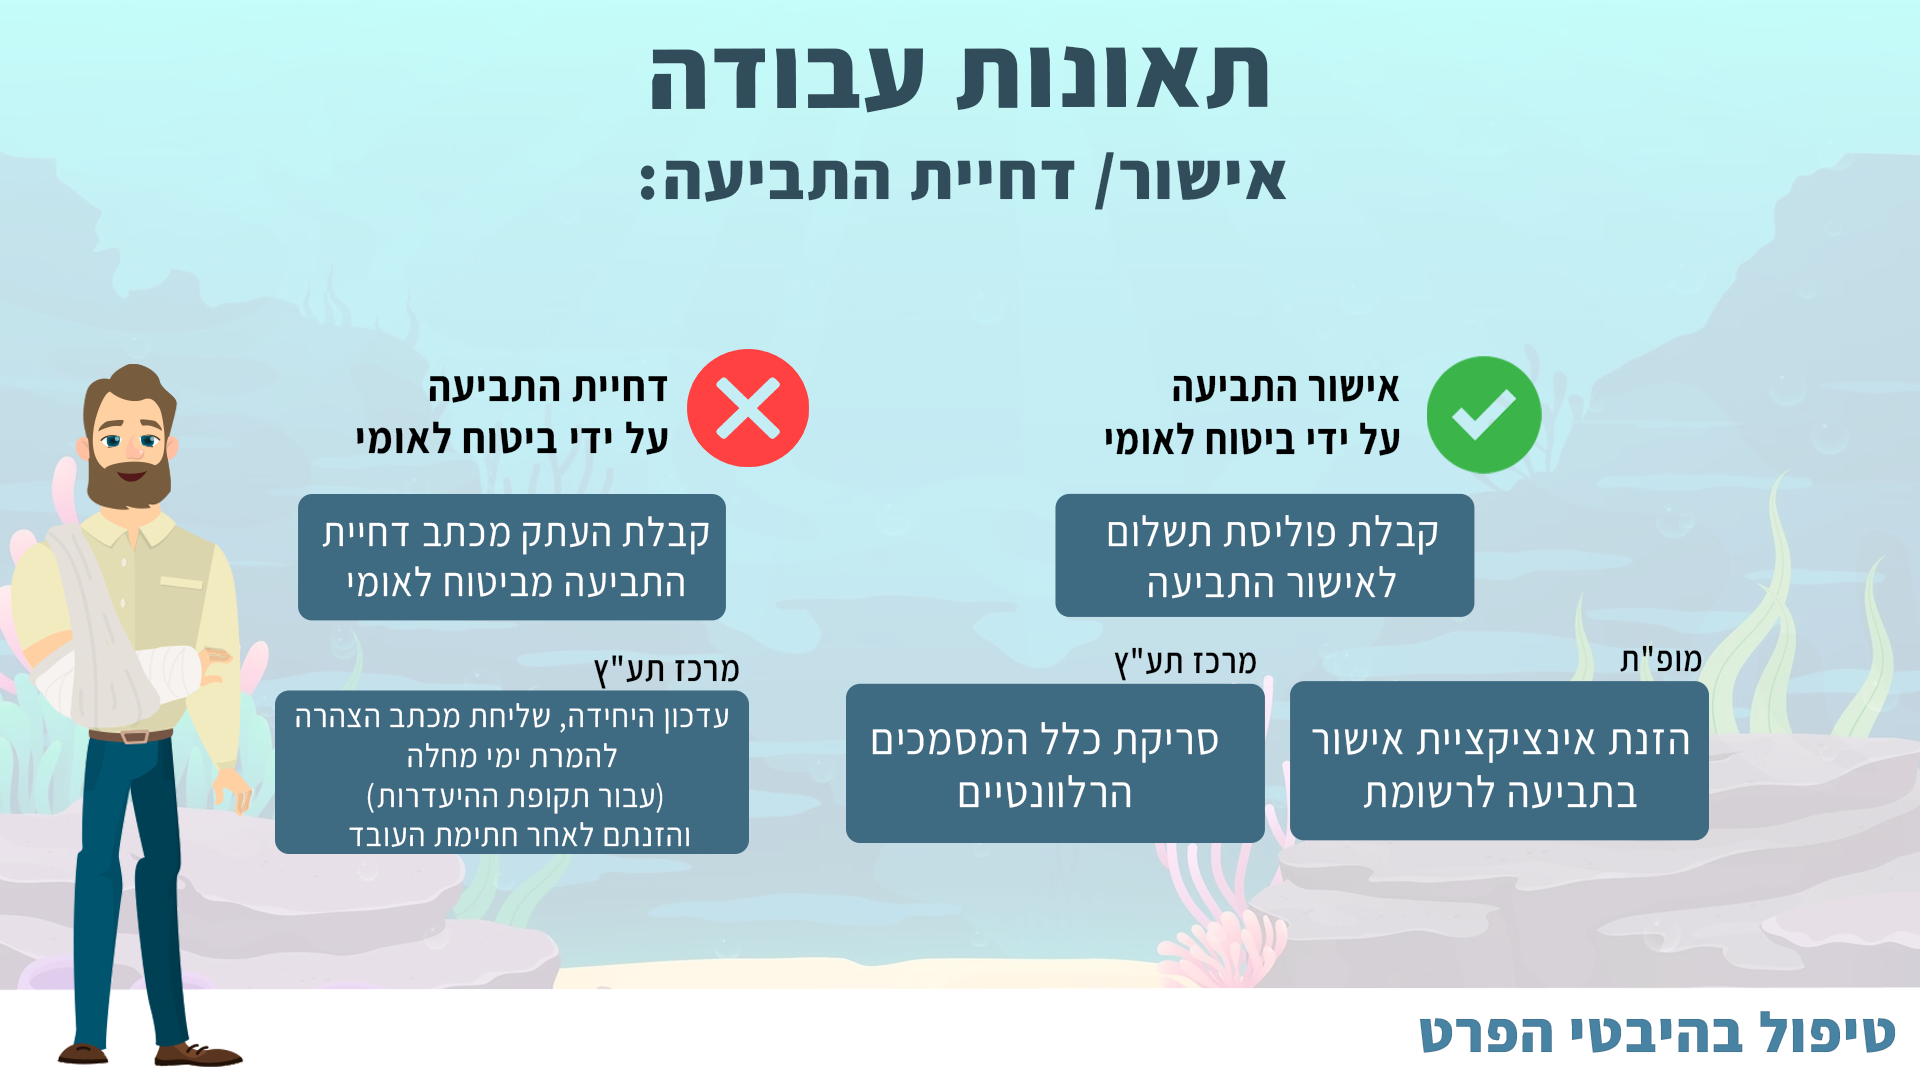 תאונות עבודה
אישור/ דחיית התביעה:
אישור התביעה
על ידי ביטוח לאומי
קבלת פוליסת תשלום
לאישור התביעה
מופ"ת
הזנת אינציקציית אישור
בתביעה לרשומת
מרכז תע"ץ
סריקת כלל המסמכים
הרלוונטיים
דחיית התביעה
על ידי ביטוח לאומי
קבלת העתק מכתב דחיית
התביעה מביטוח לאומי
מרכז תע"ץ
עדכון היחידה, שליחת מכתב הצהרה
להמרת ימי מחלה
(עבור תקופת ההיעדרות)
והזנתם לאחר חתימת העובד
טיפול בהיבטי הפרט